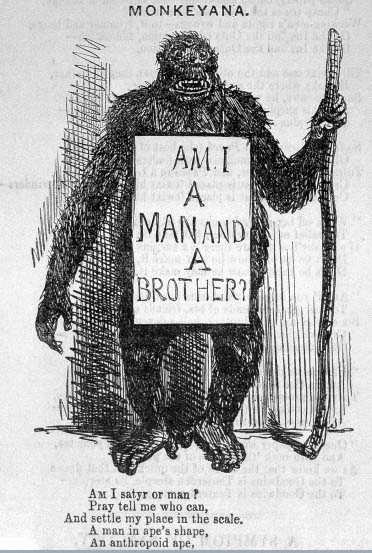 MONKEYANA.
AM I
A
MAN AND
A
BROTHER?
AM I satyr or man?
Pray tell me who can,
And settle my place in the scale.
A man in ape's shape,
An anthropoid ape,